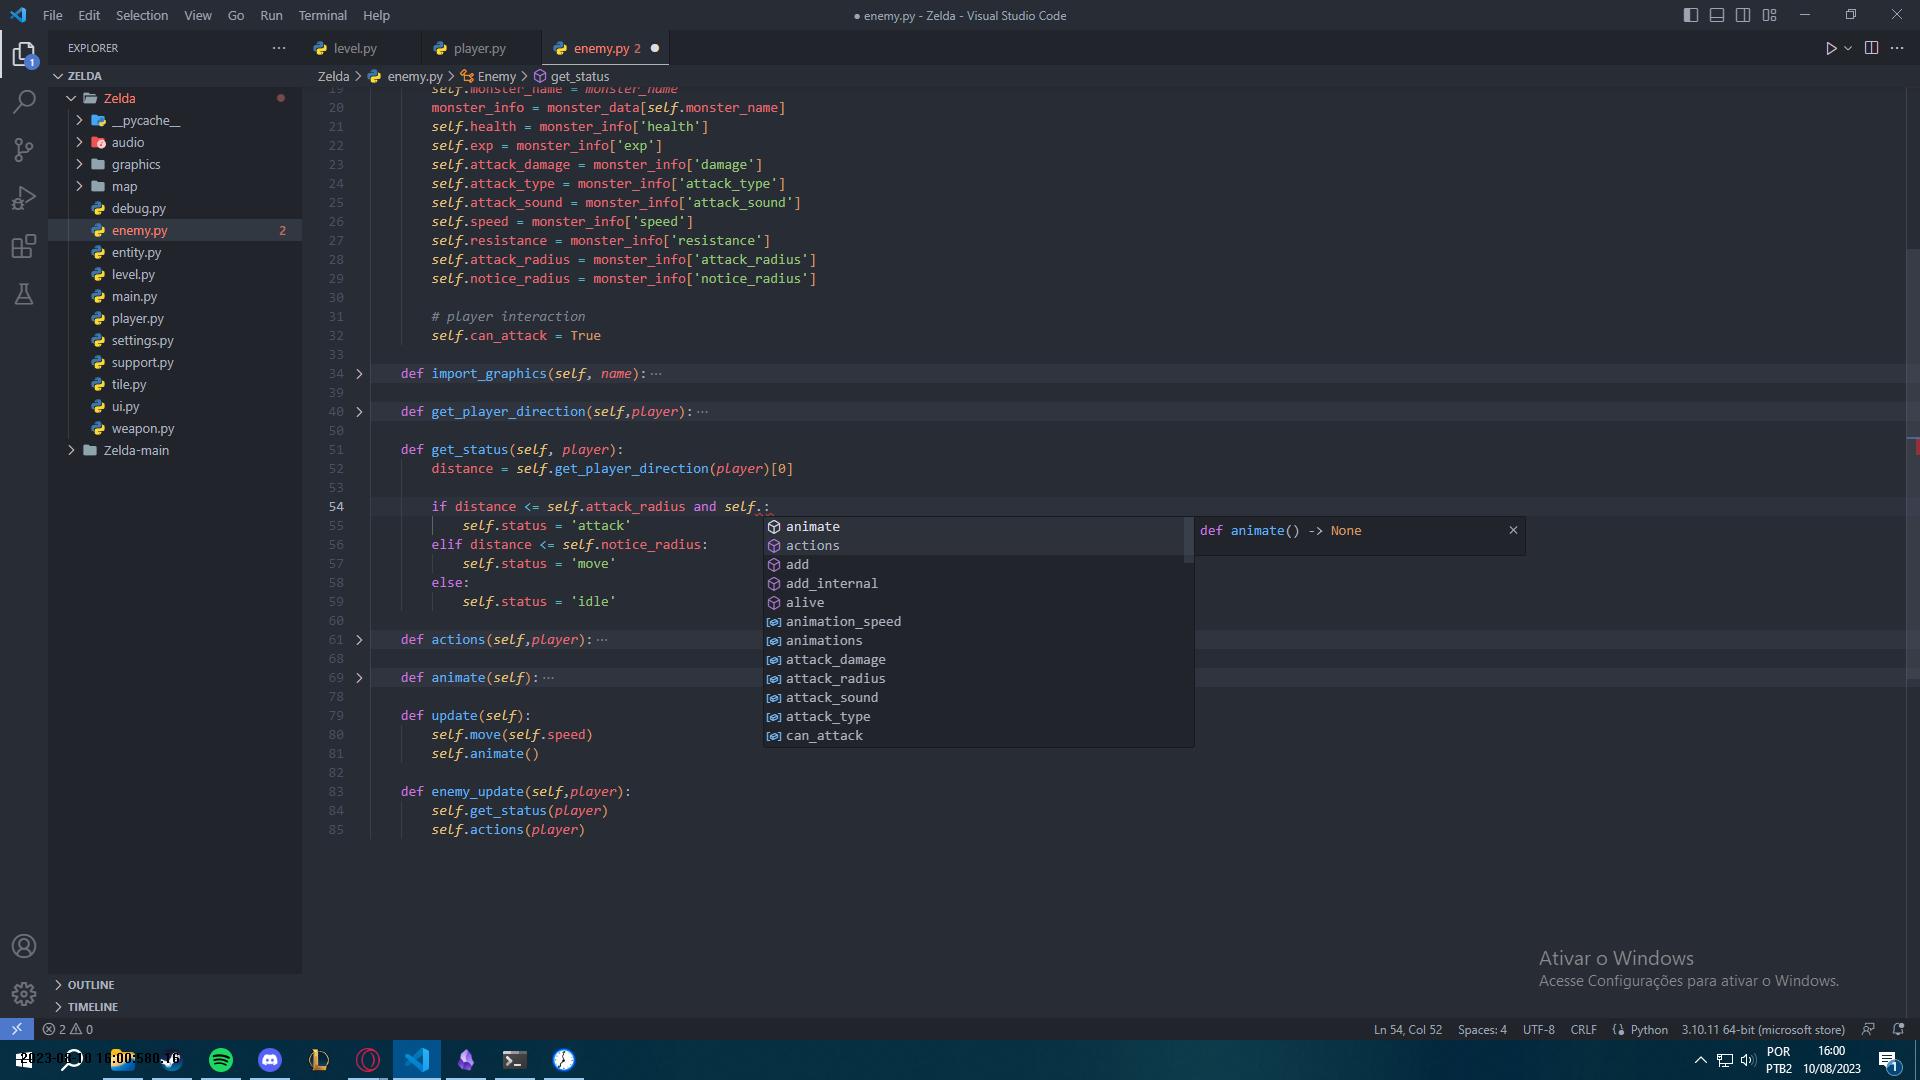 File Edit Selection View Go Run Terminal Help
● enemy.py - Zelda - Visual Studio Code
EXPLORER
level.py
player.py
enemy.py 2
ZELDA
Zelda > enemy.py > Enemy > get_status
Zelda
__pycache__
audio
graphics
map
debug.py
enemy.py 2
entity.py
level.py
main.py
player.py
settings.py
support.py
tile.py
ui.py
weapon.py
Zelda-main
OUTLINE
TIMELINE
19 self.monster_name = monster_name
20 monster_info = monster_data[self.monster_name]
21 self.health = monster_info['health']
22 self.exp = monster_info['exp']
23 self.attack_damage = monster_info['damage']
24 self.attack_type = monster_info['attack_type']
25 self.attack_sound = monster_info['attack_sound']
26 self.speed = monster_info['speed']
27 self.resistance = monster_info['resistance']
28 self.attack_radius = monster_info['attack_radius']
29 self.notice_radius = monster_info['notice_radius']
30
31 # player interaction
32 self.can_attack = True
33
34 def import_graphics(self, name):···
39
40 def get_player_direction(self,player):···
50
51 def get_status(self, player):
52 distance = self.get_player_direction(player)[0]
53
54 if distance <= self.attack_radius and self.:
55 self.status = 'attack'
56 elif distance <= self.notice_radius:
57 self.status = 'move'
58 else:
59 self.status = 'idle'
60
61 def actions(self,player):···
68
69 def animate(self):···
78
79 def update(self):
80 self.move(self.speed)
81 self.animate()
82
83 def enemy_update(self,player):
84 self.get_status(player)
85 self.actions(player)
animate
actions
add
add_internal
alive
animation_speed
animations
attack_damage
attack_radius
attack_sound
attack_type
can_attack
def animate() -> None
Ativar o Windows
Acesse Configurações para ativar o Windows.
2 0
Ln 54, Col 52 Spaces: 4 UTF-8 CRLF Python 3.10.11 64-bit (microsoft store)
POR
PTB2
16:00
10/08/2023
1